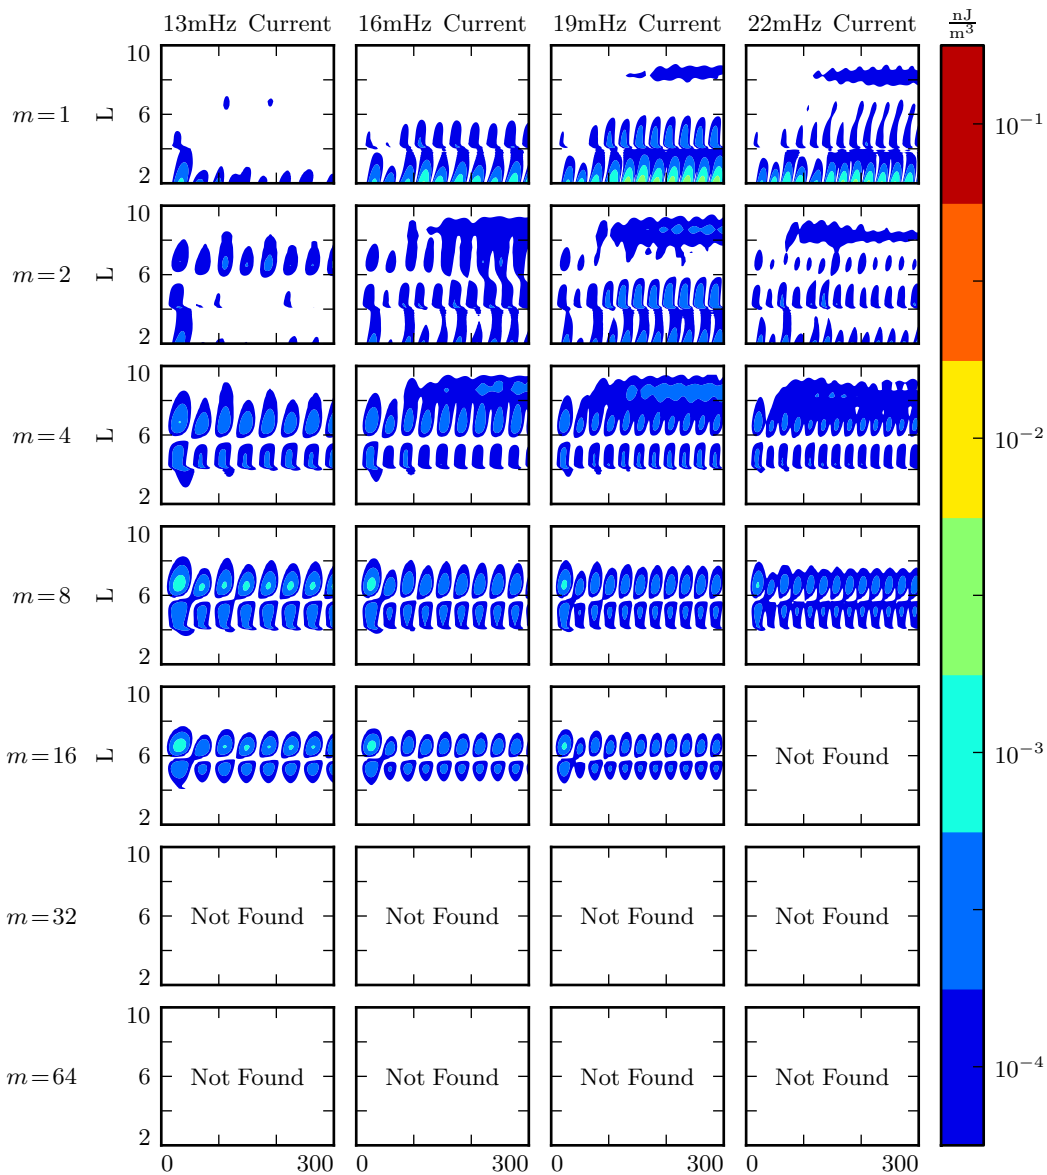 13mHz Current 16mHz Current 19mHz Current 22mHz Current nJ/m³
10
m=1 L 6
2
10⁻¹
10
m=2 L 6
2
10
m=4 L 6
2
10⁻²
10
m=8 L 6
2
10
m=16 L 6 Not Found
2
10⁻³
10
m=32 6 Not Found Not Found Not Found Not Found
2
10
m=64 6 Not Found Not Found Not Found Not Found
2
10⁻⁴
0 300 0 300 0 300 0 300